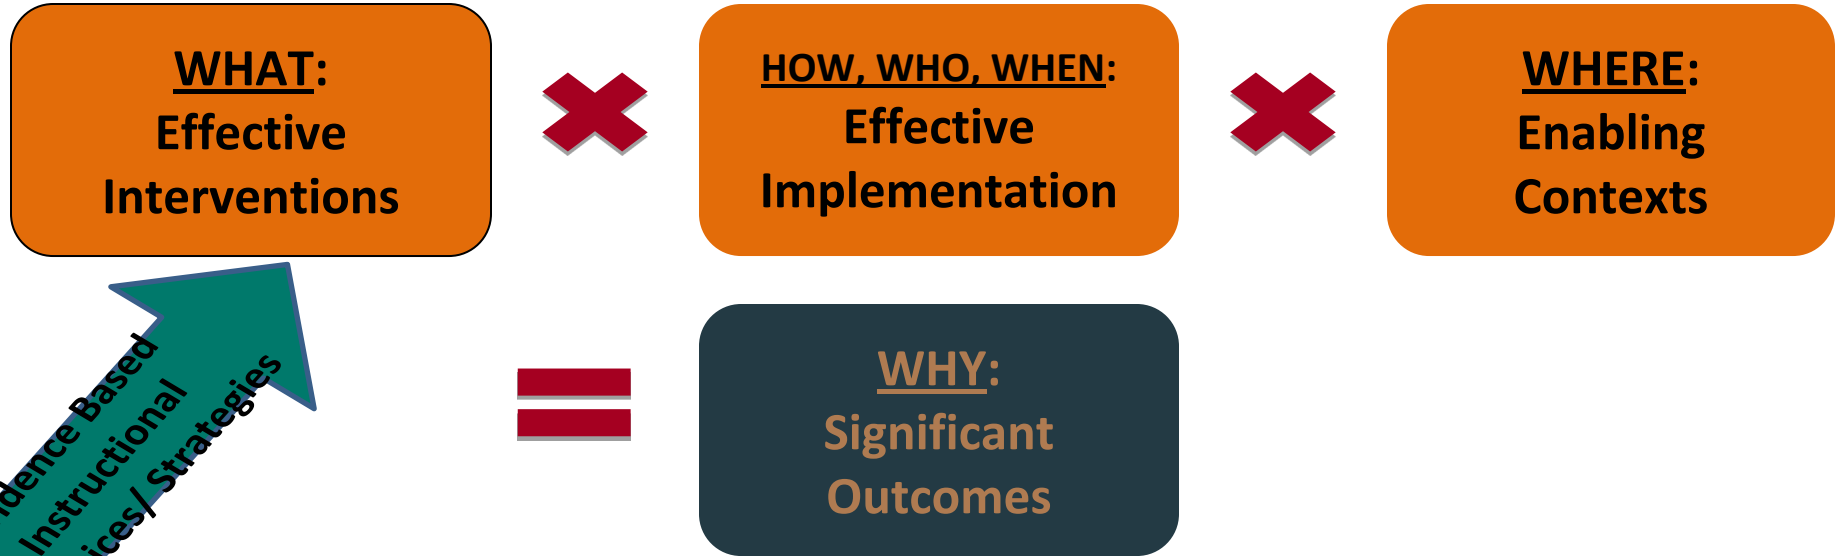 WHAT:
Effective
Interventions
HOW, WHO, WHEN:
Effective
Implementation
WHERE:
Enabling
Contexts
WHY:
Significant
Outcomes
Based
Instructional
Strategies